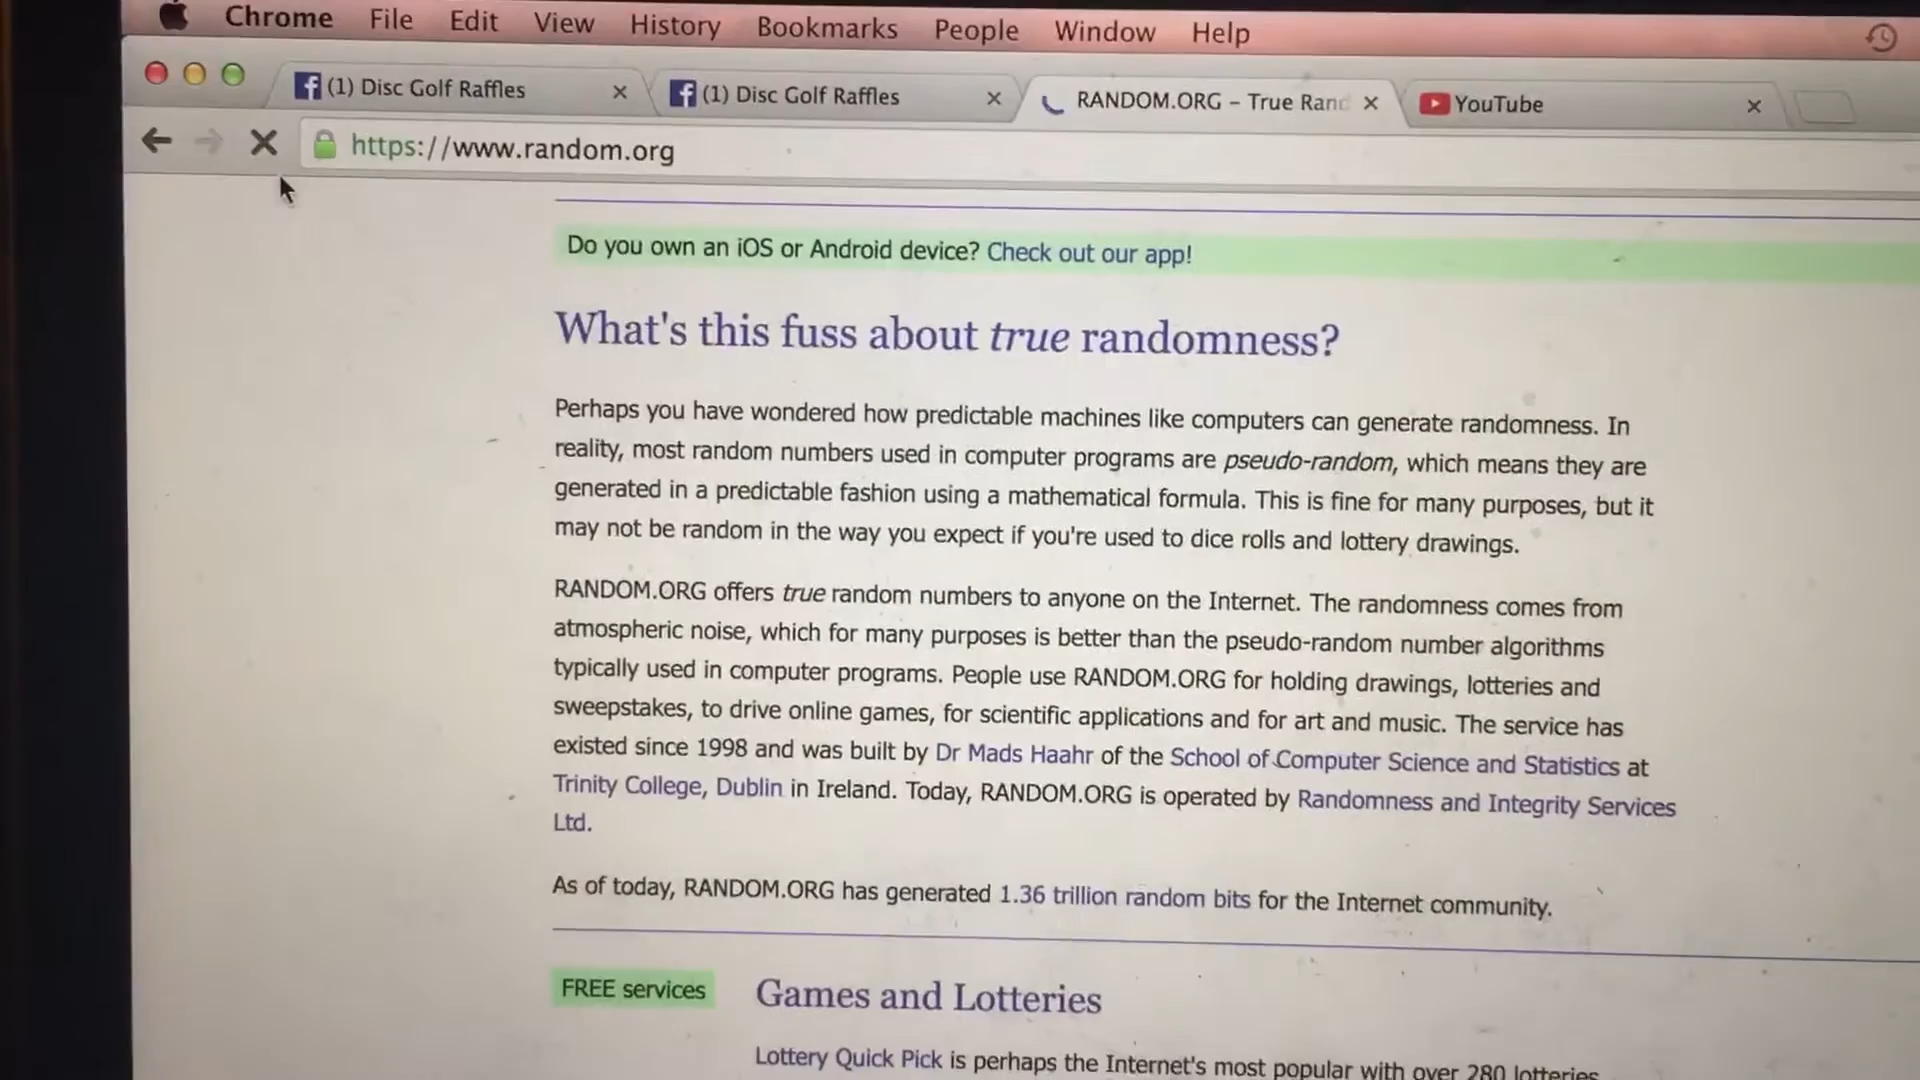 Chrome File Edit View History Bookmarks People Window Help
(1) Disc Golf Raffles
(1) Disc Golf Raffles
RANDOM.ORG – True Rand
YouTube
https://www.random.org
Do you own an iOS or Android device? Check out our app!
What's this fuss about true randomness?
Perhaps you have wondered how predictable machines like computers can generate randomness. In
reality, most random numbers used in computer programs are pseudo-random, which means they are
generated in a predictable fashion using a mathematical formula. This is fine for many purposes, but it
may not be random in the way you expect if you're used to dice rolls and lottery drawings.
RANDOM.ORG offers true random numbers to anyone on the Internet. The randomness comes from
atmospheric noise, which for many purposes is better than the pseudo-random number algorithms
typically used in computer programs. People use RANDOM.ORG for holding drawings, lotteries and
sweepstakes, to drive online games, for scientific applications and for art and music. The service has
existed since 1998 and was built by Dr Mads Haahr of the School of Computer Science and Statistics at
Trinity College, Dublin in Ireland. Today, RANDOM.ORG is operated by Randomness and Integrity Services
Ltd.
As of today, RANDOM.ORG has generated 1.36 trillion random bits for the Internet community.
FREE services
Games and Lotteries
Lottery Quick Pick is perhaps the Internet's most popular with over 280 lotteries